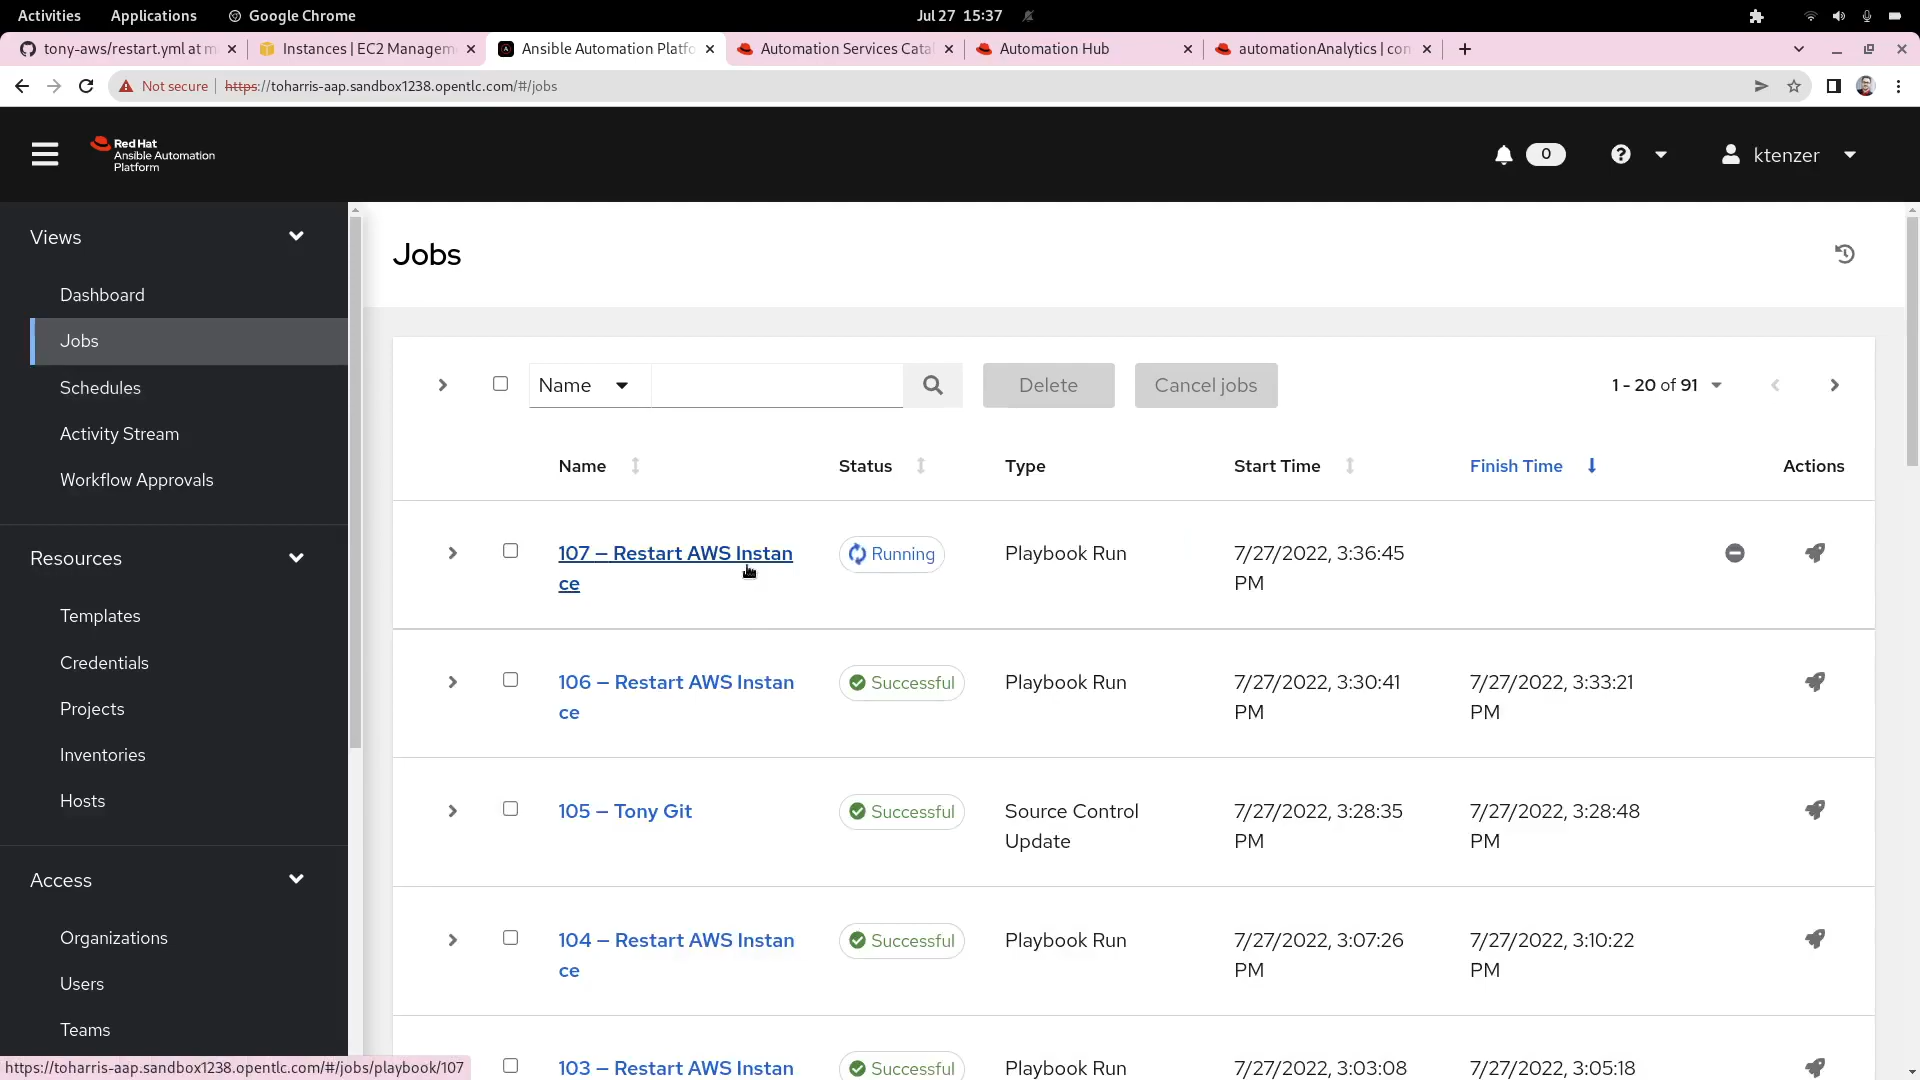 Activities
Applications
Google Chrome
Jul 27 15:37
tony-aws/restart.yml at m
Instances | EC2 Managem
Ansible Automation Platfo
Automation Services Cata
Automation Hub
automationAnalytics | con
Not secure
https://toharris-aap.sandbox1238.opentlc.com/#/jobs
Red Hat
Ansible Automation
Platform
0
ktenzer
Views
Dashboard
Jobs
Schedules
Activity Stream
Workflow Approvals
Resources
Templates
Credentials
Projects
Inventories
Hosts
Access
Organizations
Users
Teams
Jobs
Name
Delete
Cancel jobs
1 - 20 of 91
Name
Status
Type
Start Time
Finish Time
Actions
107 — Restart AWS Instan
ce
Running
Playbook Run
7/27/2022, 3:36:45
PM
106 — Restart AWS Instan
ce
Successful
Playbook Run
7/27/2022, 3:30:41
PM
7/27/2022, 3:33:21
PM
105 — Tony Git
Successful
Source Control
Update
7/27/2022, 3:28:35
PM
7/27/2022, 3:28:48
PM
104 — Restart AWS Instan
ce
Successful
Playbook Run
7/27/2022, 3:07:26
PM
7/27/2022, 3:10:22
PM
103 — Restart AWS Instan
Successful
Playbook Run
7/27/2022, 3:03:08
7/27/2022, 3:05:18
https://toharris-aap.sandbox1238.opentlc.com/#/jobs/playbook/107